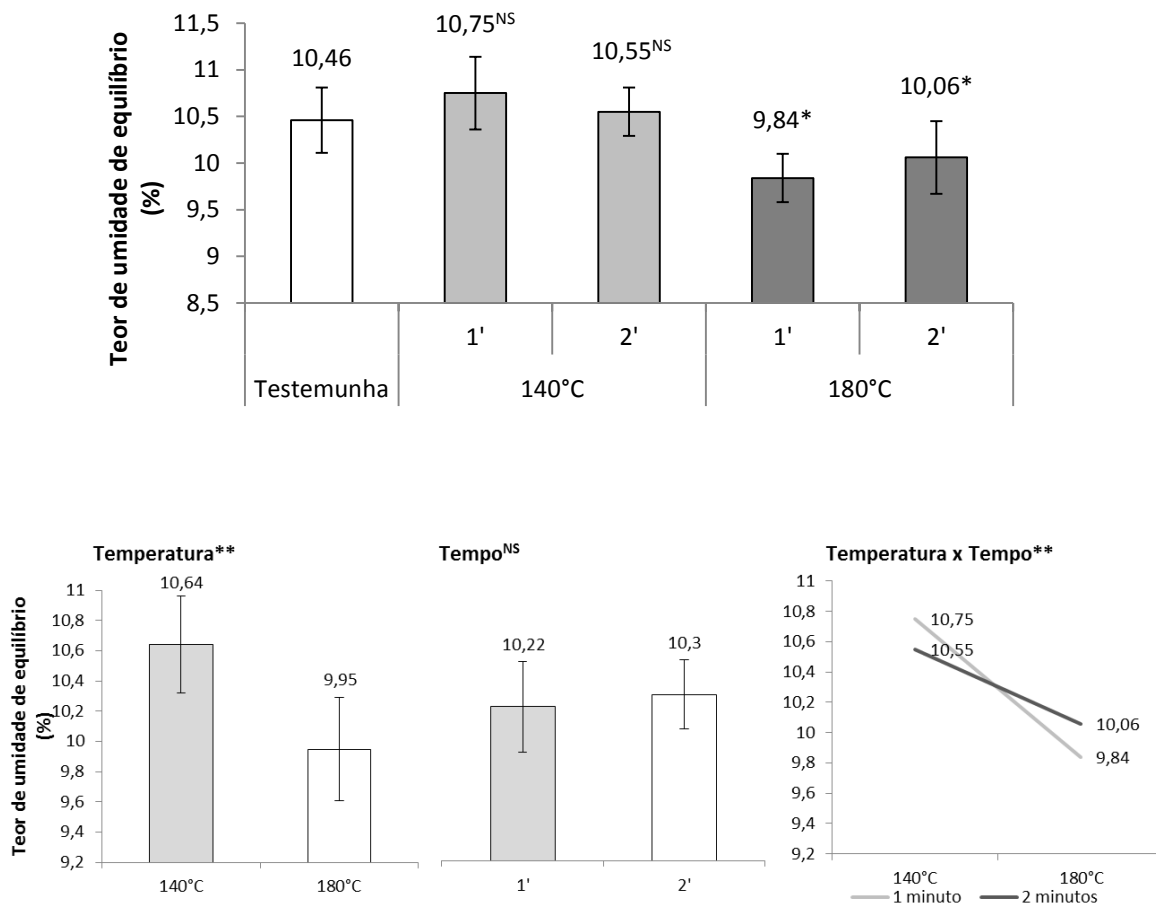 Teor de umidade de equilíbrio
(%)
11,5
11
10,5
10
9,5
9
8,5
10,46
10,75NS
10,55NS
9,84*
10,06*
1'
2'
1'
2'
Testemunha
140°C
180°C
Temperatura**
Teor de umidade de equilíbrio
(%)
11
10,8
10,6
10,4
10,2
10
9,8
9,6
9,4
9,2
10,64
9,95
140°C
180°C
TempoNS
10,22
10,3
1'
2'
Temperatura x Tempo**
11
10,8
10,6
10,4
10,2
10
9,8
9,6
9,4
9,2
10,75
10,55
10,06
9,84
140°C
180°C
1 minuto
2 minutos